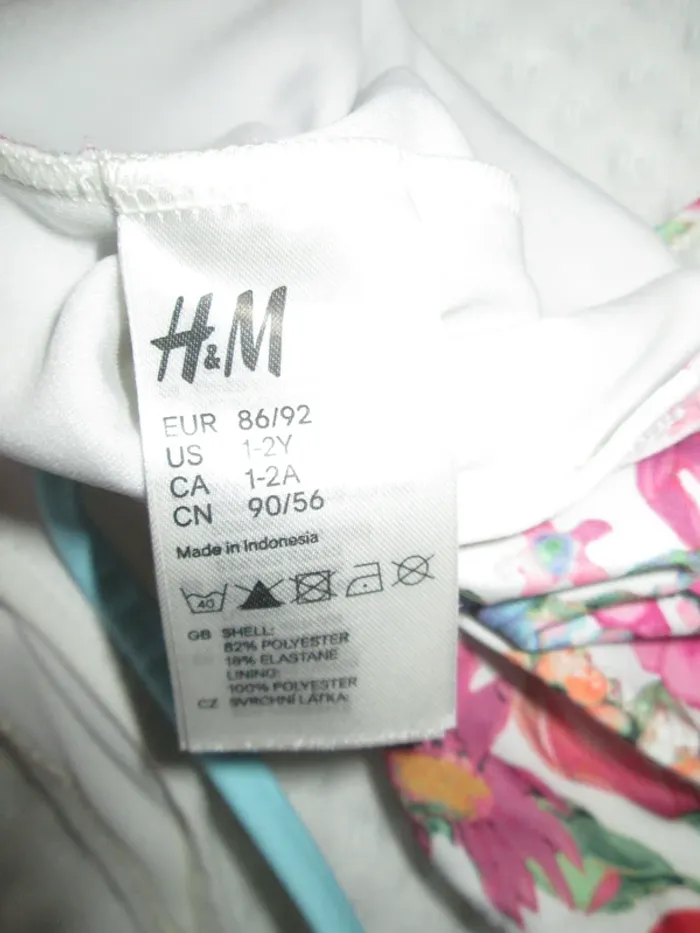 H&M
EUR 86/92
US 1-2Y
CA 1-2A
CN 90/56
Made in Indonesia
40
GB SHELL:
82% POLYESTER
18% ELASTANE
LINING:
100% POLYESTER
CZ SVRCHNÍ LÁTKA: